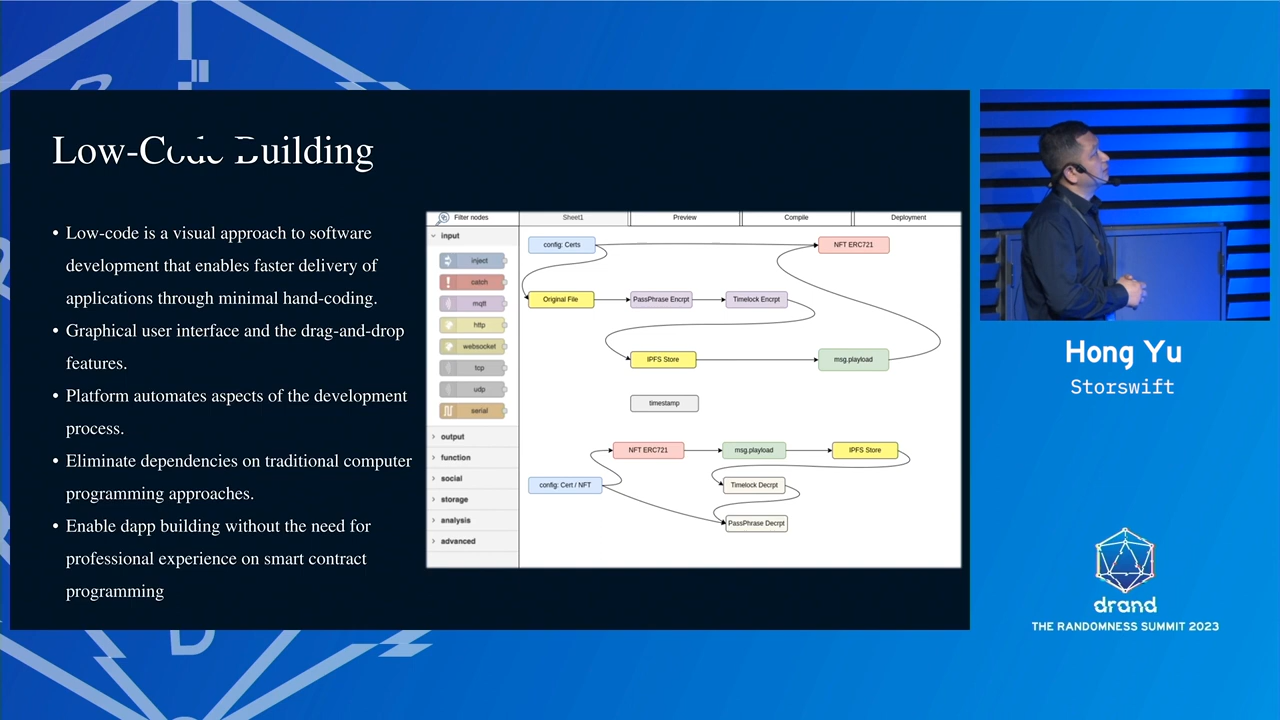 Low-Code Building
• Low-code is a visual approach to software
development that enables faster delivery of
applications through minimal hand-coding.
• Graphical user interface and the drag-and-drop
features.
• Platform automates aspects of the development
process.
• Eliminate dependencies on traditional computer
programming approaches.
• Enable dapp building without the need for
professional experience on smart contract
programming
Filter nodes
Sheet1
Preview
Compile
Deployment
input
inject
catch
mqtt
http
websocket
tcp
udp
serial
output
function
social
storage
analysis
advanced
config: Certs
NFT ERC721
Original File
PassPhrase Encrpt
Timelock Encrpt
IPFS Store
msg.playload
timestamp
NFT ERC721
msg.playload
IPFS Store
config: Cert / NFT
Timelock Decrpt
PassPhrase Decrpt
Hong Yu
Storswift
drand
THE RANDOMNESS SUMMIT 2023